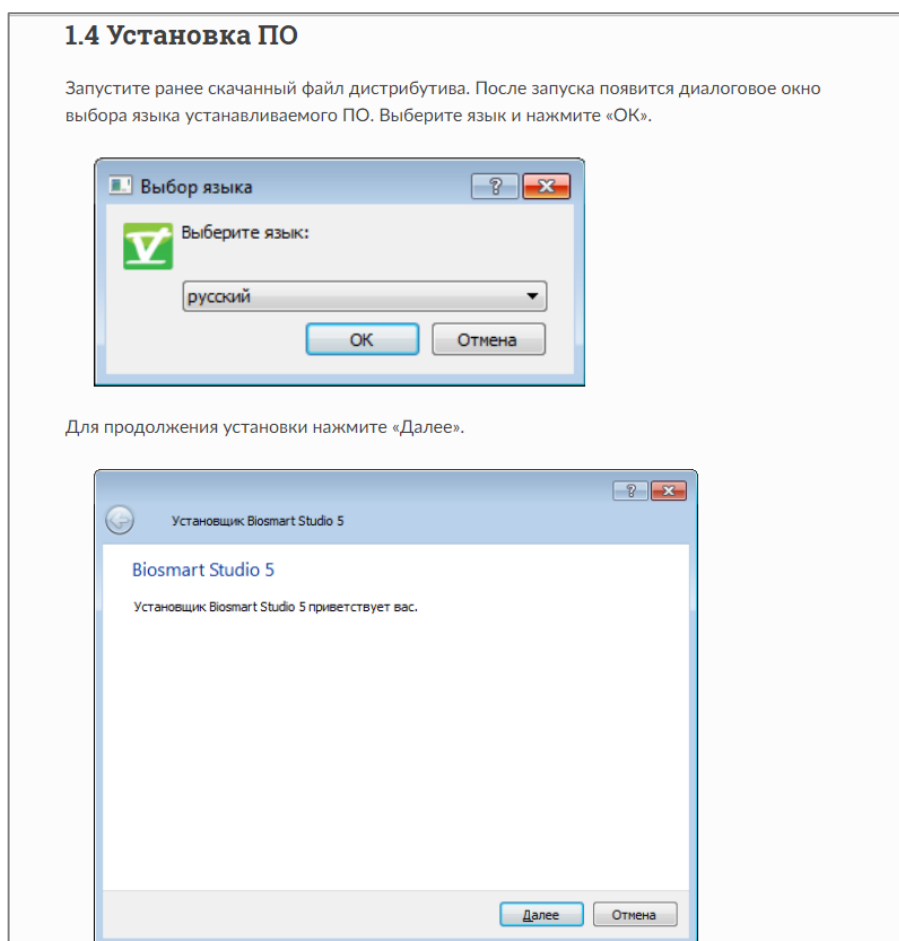 1.4 Установка ПО
Запустите ранее скачанный файл дистрибутива. После запуска появится диалоговое окно
выбора языка устанавливаемого ПО. Выберите язык и нажмите «ОК».
Выбор языка
Выберите язык:
русский
ОК
Отмена
Для продолжения установки нажмите «Далее».
Установщик Biosmart Studio 5
Biosmart Studio 5
Установщик Biosmart Studio 5 приветствует вас.
Далее
Отмена